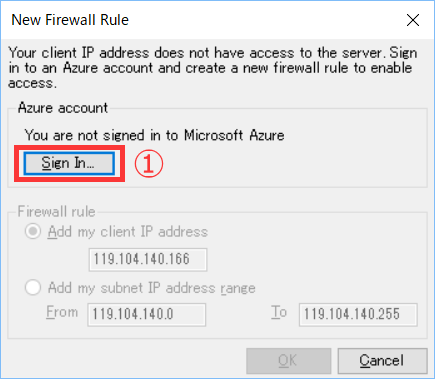 New Firewall Rule
Your client IP address does not have access to the server. Sign
in to an Azure account and create a new firewall rule to enable
access.
Azure account
You are not signed in to Microsoft Azure
Sign In...
①
Firewall rule
Add my client IP address
119.104.140.166
Add my subnet IP address range
From 119.104.140.0 To 119.104.140.255
OK Cancel